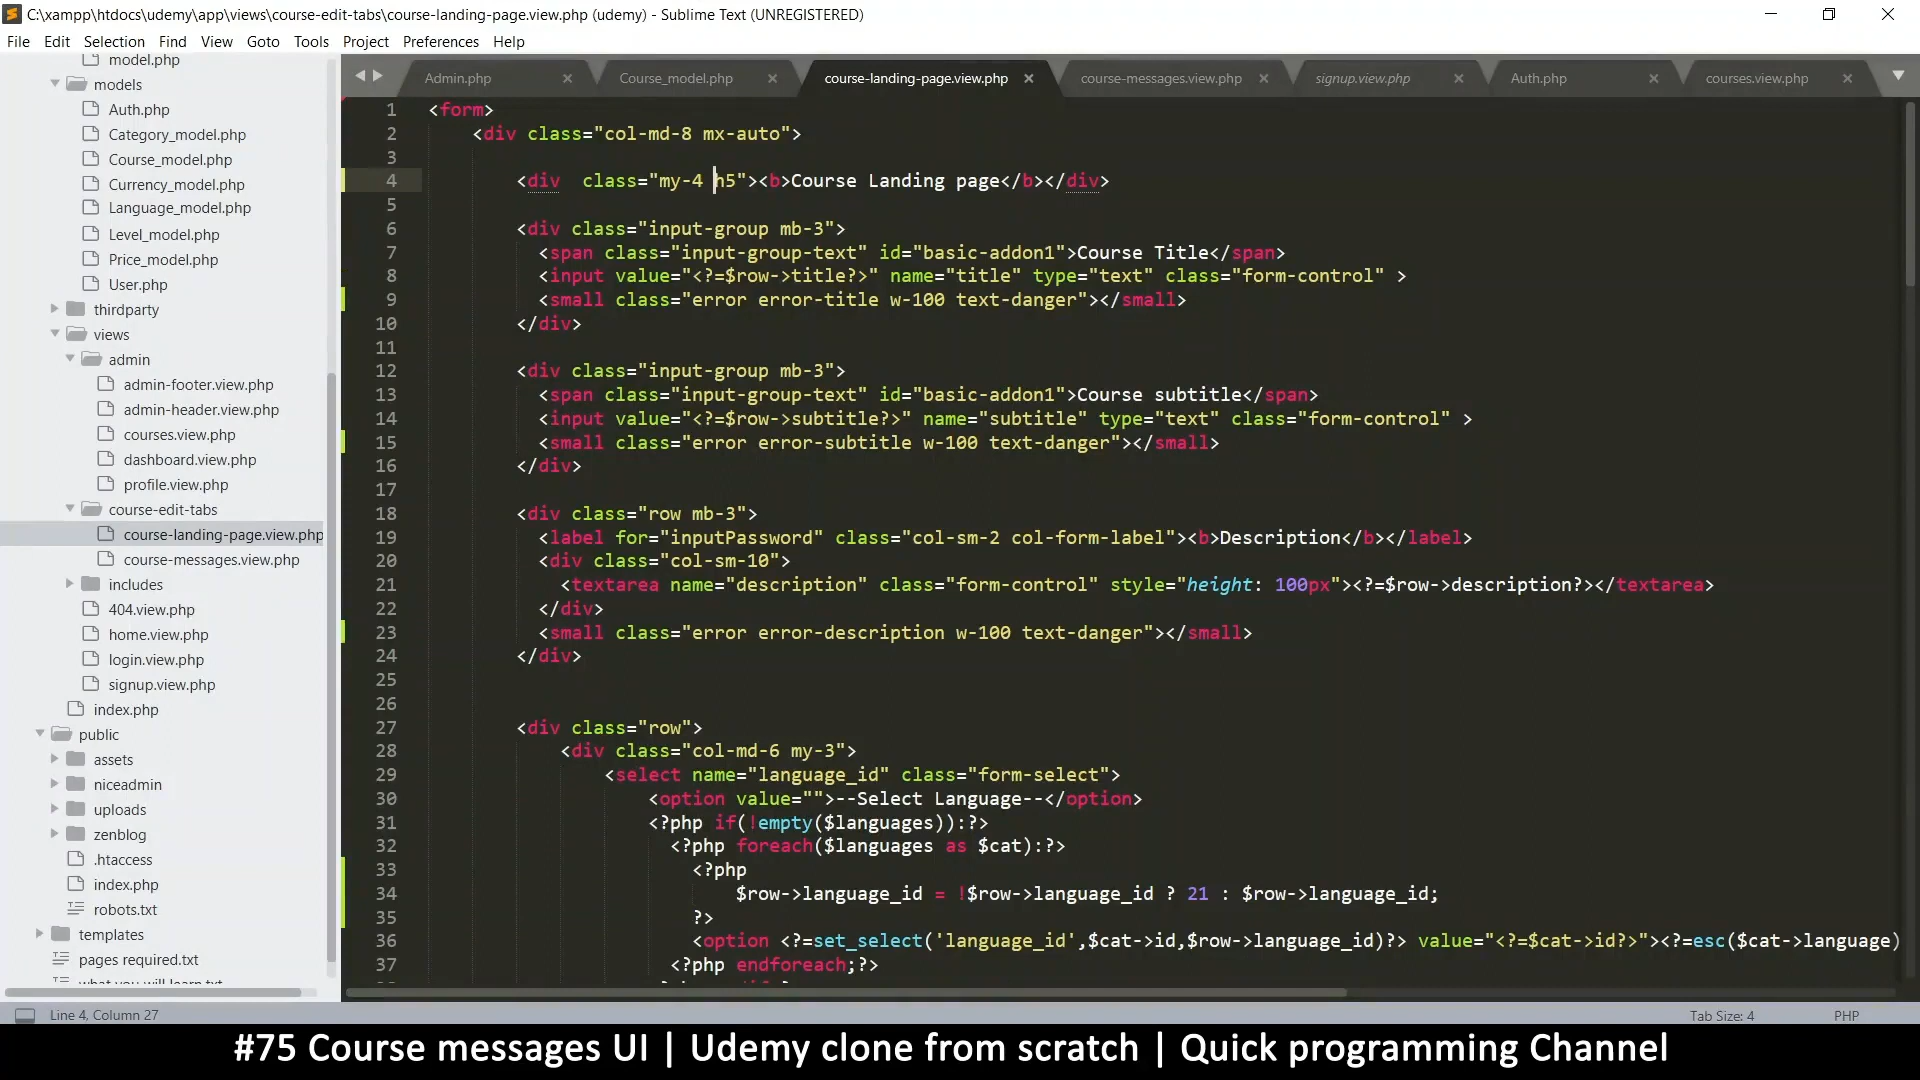 C:\xampp\htdocs\udemy\app\views\course-edit-tabs\course-landing-page.view.php (udemy) - Sublime Text (UNREGISTERED)
File Edit Selection Find View Goto Tools Project Preferences Help
model.php
models
Auth.php
Category_model.php
Course_model.php
Currency_model.php
Language_model.php
Level_model.php
Price_model.php
User.php
thirdparty
views
admin
admin-footer.view.php
admin-header.view.php
courses.view.php
dashboard.view.php
profile.view.php
course-edit-tabs
course-landing-page.view.php
course-messages.view.php
includes
404.view.php
home.view.php
login.view.php
signup.view.php
index.php
public
assets
niceadmin
uploads
zenblog
.htaccess
index.php
robots.txt
templates
pages required.txt
what you will learn.txt
Admin.php Course_model.php course-landing-page.view.php course-messages.view.php signup.view.php Auth.php courses.view.php
1 <form>
2 <div class="col-md-8 mx-auto">
3
4 <div  class="my-4 h5"><b>Course Landing page</b></div>
5
6 <div class="input-group mb-3">
7 <span class="input-group-text" id="basic-addon1">Course Title</span>
8 <input value="<?=$row->title?>" name="title" type="text" class="form-control" >
9 <small class="error error-title w-100 text-danger"></small>
10 </div>
11
12 <div class="input-group mb-3">
13 <span class="input-group-text" id="basic-addon1">Course subtitle</span>
14 <input value="<?=$row->subtitle?>" name="subtitle" type="text" class="form-control" >
15 <small class="error error-subtitle w-100 text-danger"></small>
16 </div>
17
18 <div class="row mb-3">
19 <label for="inputPassword" class="col-sm-2 col-form-label"><b>Description</b></label>
20 <div class="col-sm-10">
21 <textarea name="description" class="form-control" style="height: 100px"><?=$row->description?></textarea>
22 </div>
23 <small class="error error-description w-100 text-danger"></small>
24 </div>
25
26
27 <div class="row">
28 <div class="col-md-6 my-3">
29 <select name="language_id" class="form-select">
30 <option value="">--Select Language--</option>
31 <?php if(!empty($languages)):?>
32 <?php foreach($languages as $cat):?>
33 <?php
34 $row->language_id = !$row->language_id ? 21 : $row->language_id;
35 ?>
36 <option <?=set_select('language_id',$cat->id,$row->language_id)?> value="<?=$cat->id?>"><?=esc($cat->language)
37 <?php endforeach;?>
Line 4, Column 27
Tab Size: 4
PHP
#75 Course messages UI | Udemy clone from scratch | Quick programming Channel